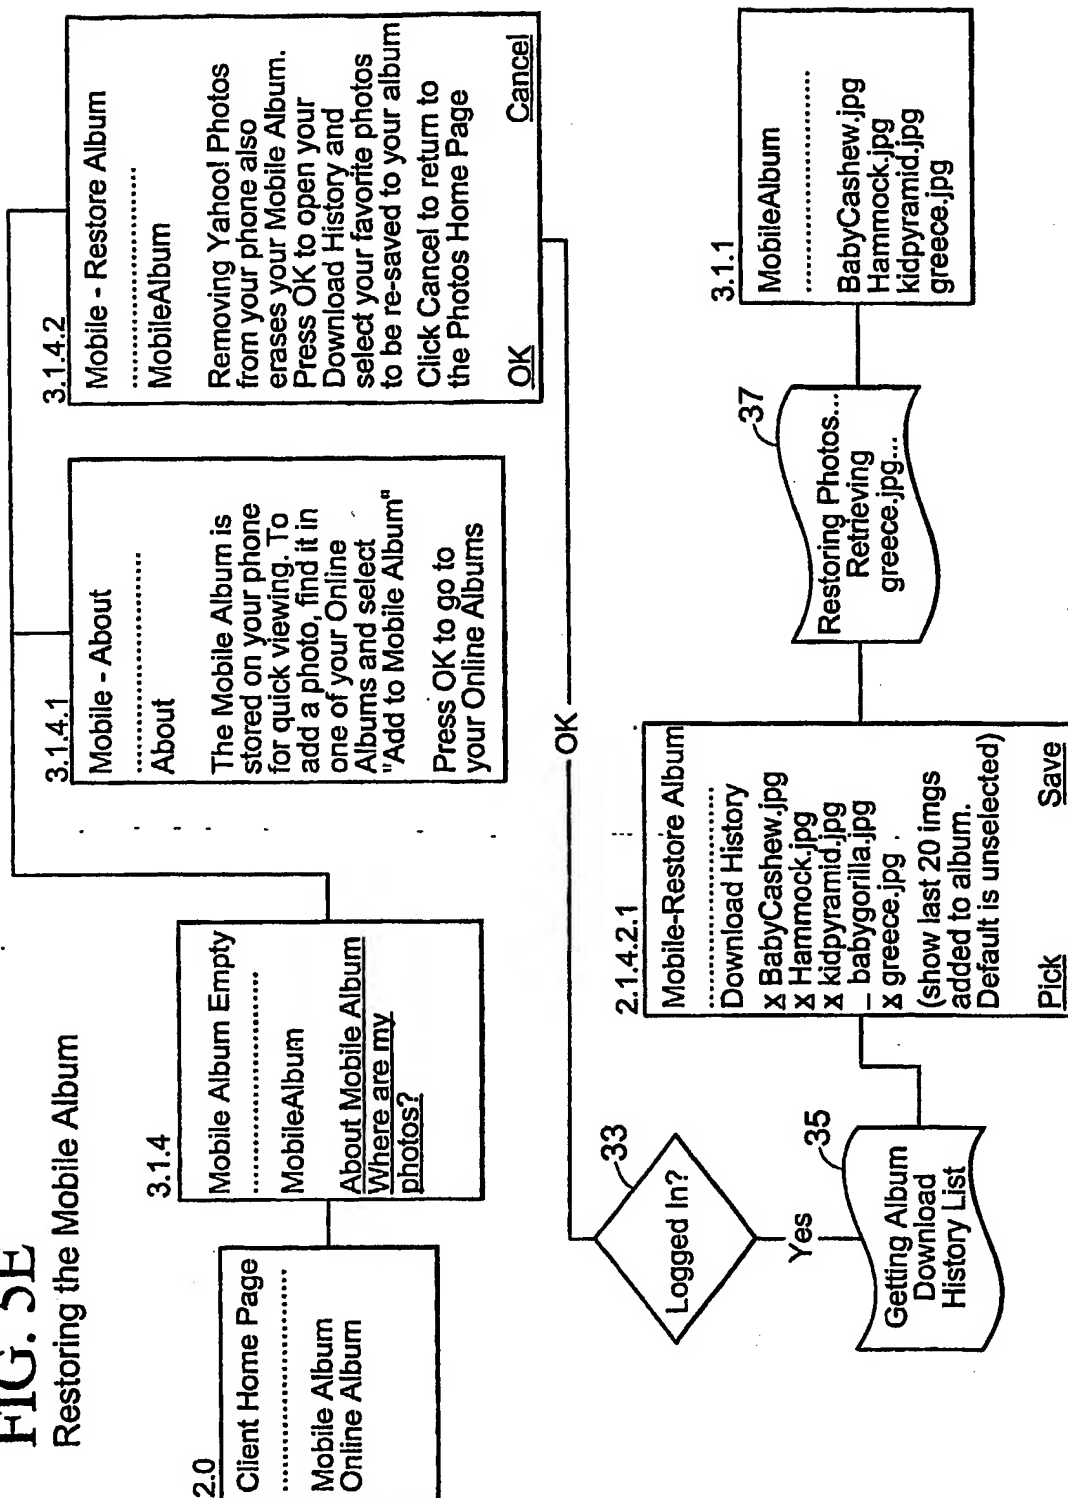 FIG. 5E
Restoring the Mobile Album
2.0
Client Home Page
Mobile Album
Online Album
3.1.4
Mobile Album Empty
MobileAlbum
About Mobile Album
Where are my
photos?
3.1.4.1
Mobile - About
About
The Mobile Album is
stored on your phone
for quick viewing. To
add a photo, find it in
one of your Online
Albums and select
"Add to Mobile Album"
Press OK to go to
your Online Albums
3.1.4.2
Mobile - Restore Album
MobileAlbum
Removing Yahoo! Photos
from your phone also
erases your Mobile Album.
Press OK to open your
Download History and
select your favorite photos
to be re-saved to your album
Click Cancel to return to
the Photos Home Page
OK Cancel
OK
Logged In?
33
Yes
Getting Album
Download
History List
35
2.1.4.2.1
Mobile-Restore Album
Download History
x BabyCashew.jpg
x Hammock.jpg
x kidpyramid.jpg
_ babygorilla.jpg
x greece.jpg
(show last 20 imgs
added to album.
Default is unselected)
Pick Save
Restoring Photos...
Retrieving
greece.jpg...
37
3.1.1
MobileAlbum
BabyCashew.jpg
Hammock.jpg
kidpyramid.jpg
greece.jpg